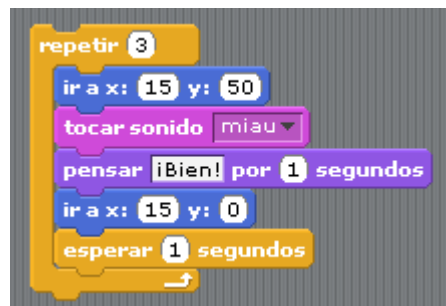 repetir 3
ir a x: 15 y: 50
tocar sonido miau
pensar ¡Bien! por 1 segundos
ir a x: 15 y: 0
esperar 1 segundos